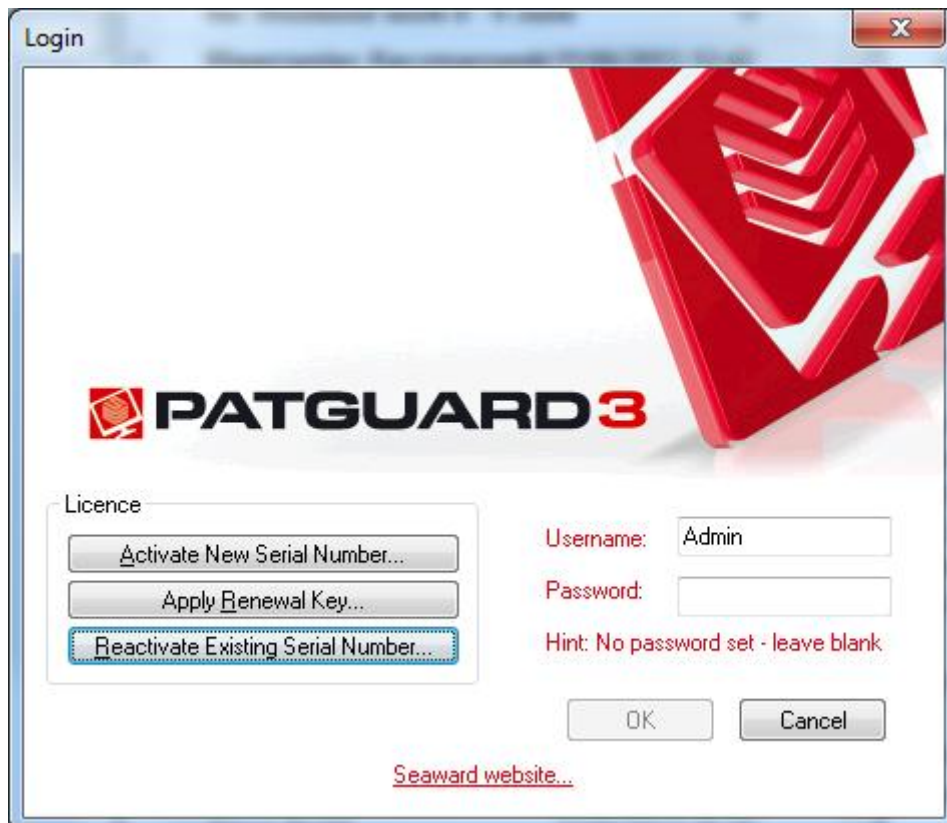 Login
PATGUARD3
Licence
Activate New Serial Number...
Apply Renewal Key...
Reactivate Existing Serial Number...
Username: Admin
Password:
Hint: No password set - leave blank
OK
Cancel
Seaward website...